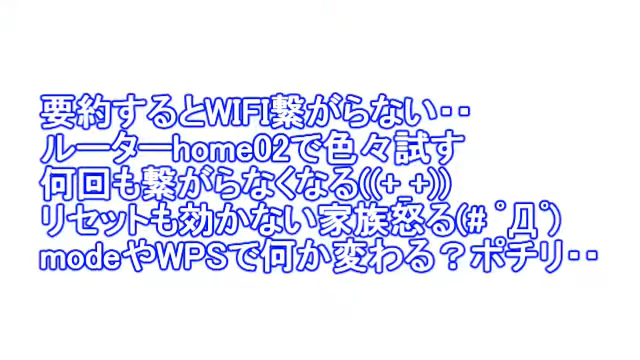 要約するとWIFI繋がらない・・
ルーターhome02で色々試す
何回も繋がらなくなる(((+_+)))
リセットも効かない家族怒る(#ﾟДﾟ)
modeやWPSで何か変わる？ポチリ・・